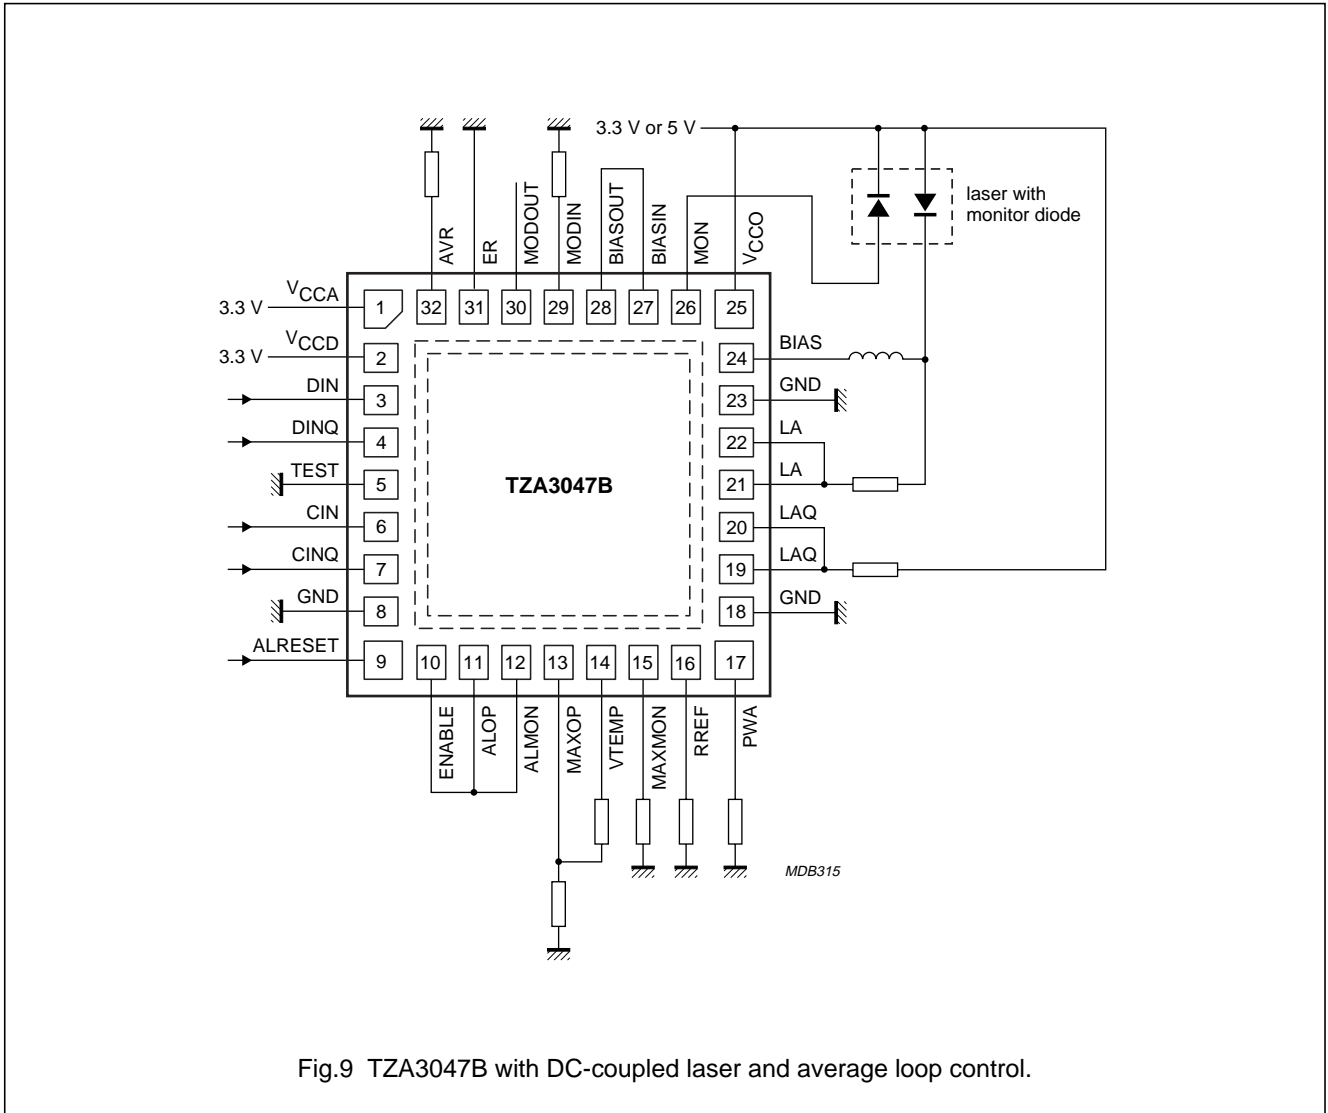 3.3 V or 5 V
laser with
monitor diode
AVR
ER
MODOUT
MODIN
BIASOUT
BIASIN
MON
VCCO
3.3 V VCCA 1
32 31 30 29 28 27 26 25
3.3 V VCCD 2
24 BIAS
DIN 3
23 GND
DINQ 4
22 LA
TEST 5
TZA3047B
21 LA
CIN 6
20 LAQ
CINQ 7
19 LAQ
GND 8
18 GND
ALRESET 9
10 11 12 13 14 15 16 17
ENABLE
ALOP
ALMON
MAXOP
VTEMP
MAXMON
RREF
PWA
MDB315
Fig.9 TZA3047B with DC-coupled laser and average loop control.